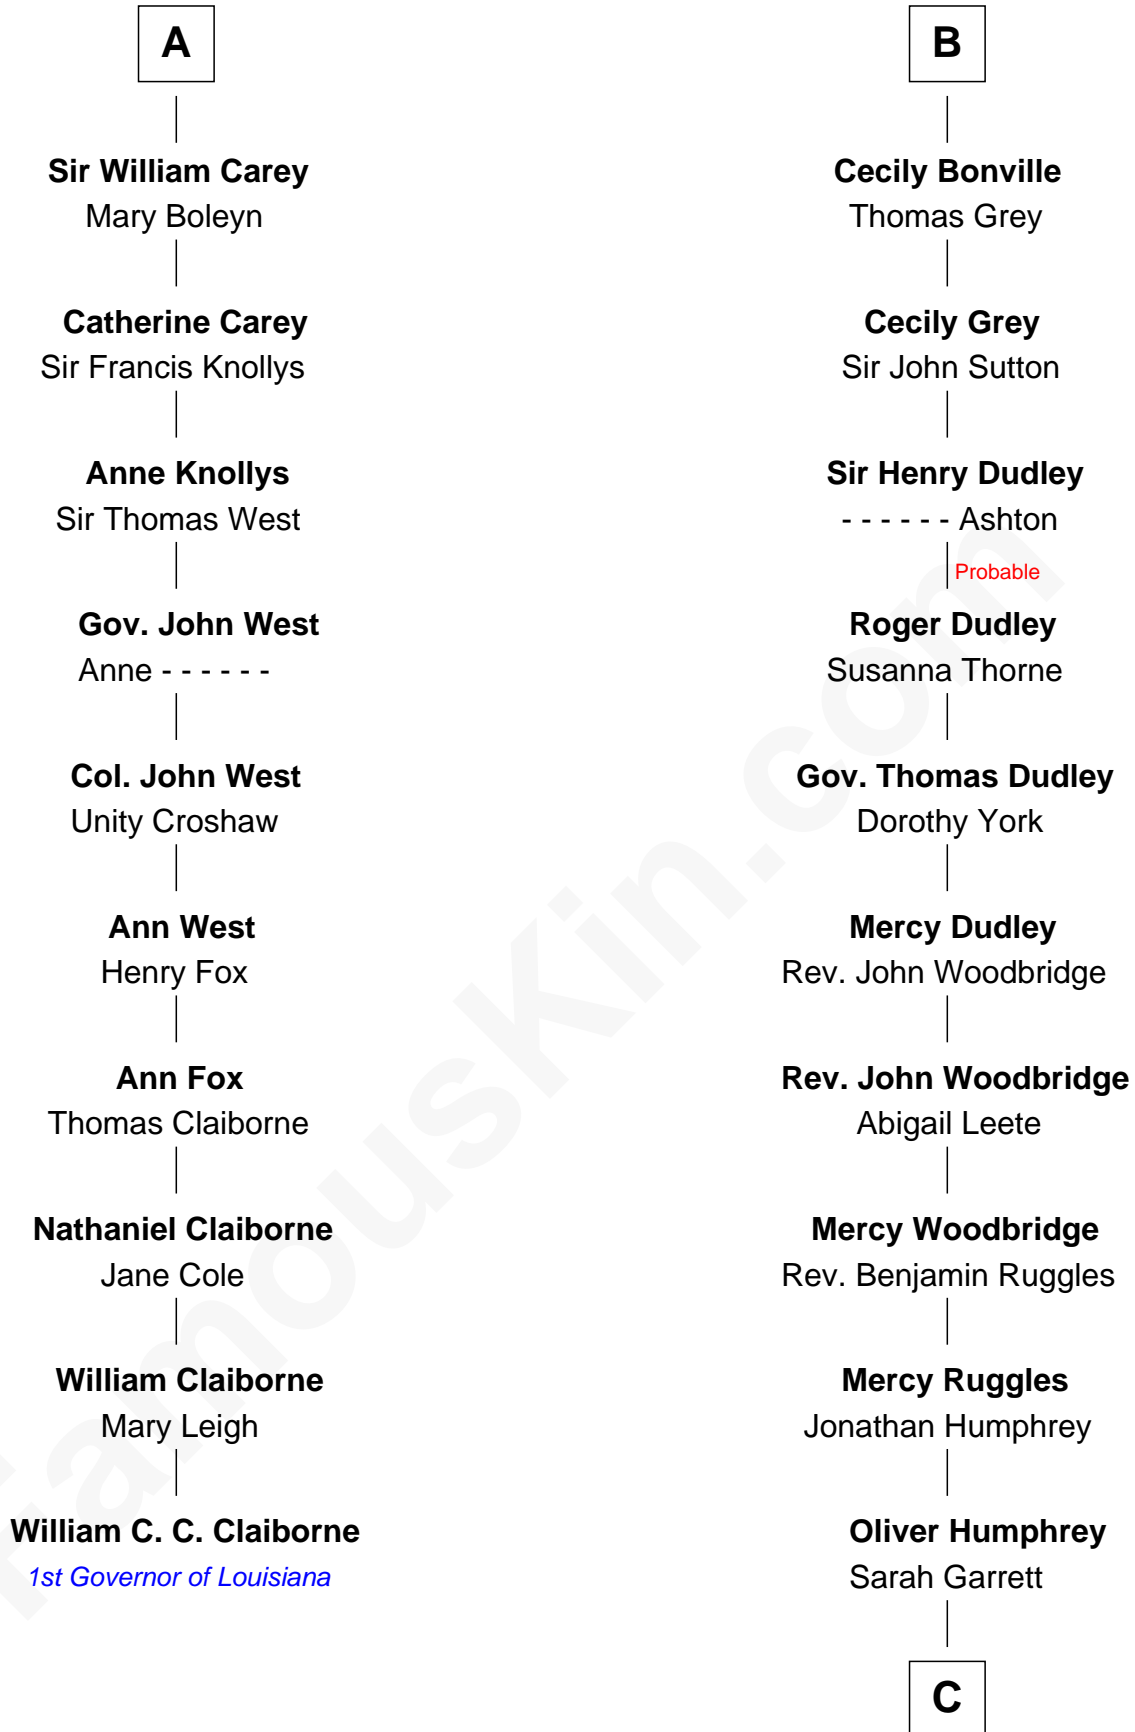 A
Sir William Carey
Mary Boleyn
Catherine Carey
Sir Francis Knollys
Anne Knollys
Sir Thomas West
Gov. John West
Anne - - - - - -
Col. John West
Unity Croshaw
Ann West
Henry Fox
Ann Fox
Thomas Claiborne
Nathaniel Claiborne
Jane Cole
William Claiborne
Mary Leigh
William C. C. Claiborne
1st Governor of Louisiana
B
Cecily Bonville
Thomas Grey
Cecily Grey
Sir John Sutton
Sir Henry Dudley
- - - - - - Ashton
Probable
Roger Dudley
Susanna Thorne
Gov. Thomas Dudley
Dorothy York
Mercy Dudley
Rev. John Woodbridge
Rev. John Woodbridge
Abigail Leete
Mercy Woodbridge
Rev. Benjamin Ruggles
Mercy Ruggles
Jonathan Humphrey
Oliver Humphrey
Sarah Garrett
C
FamousKin.com